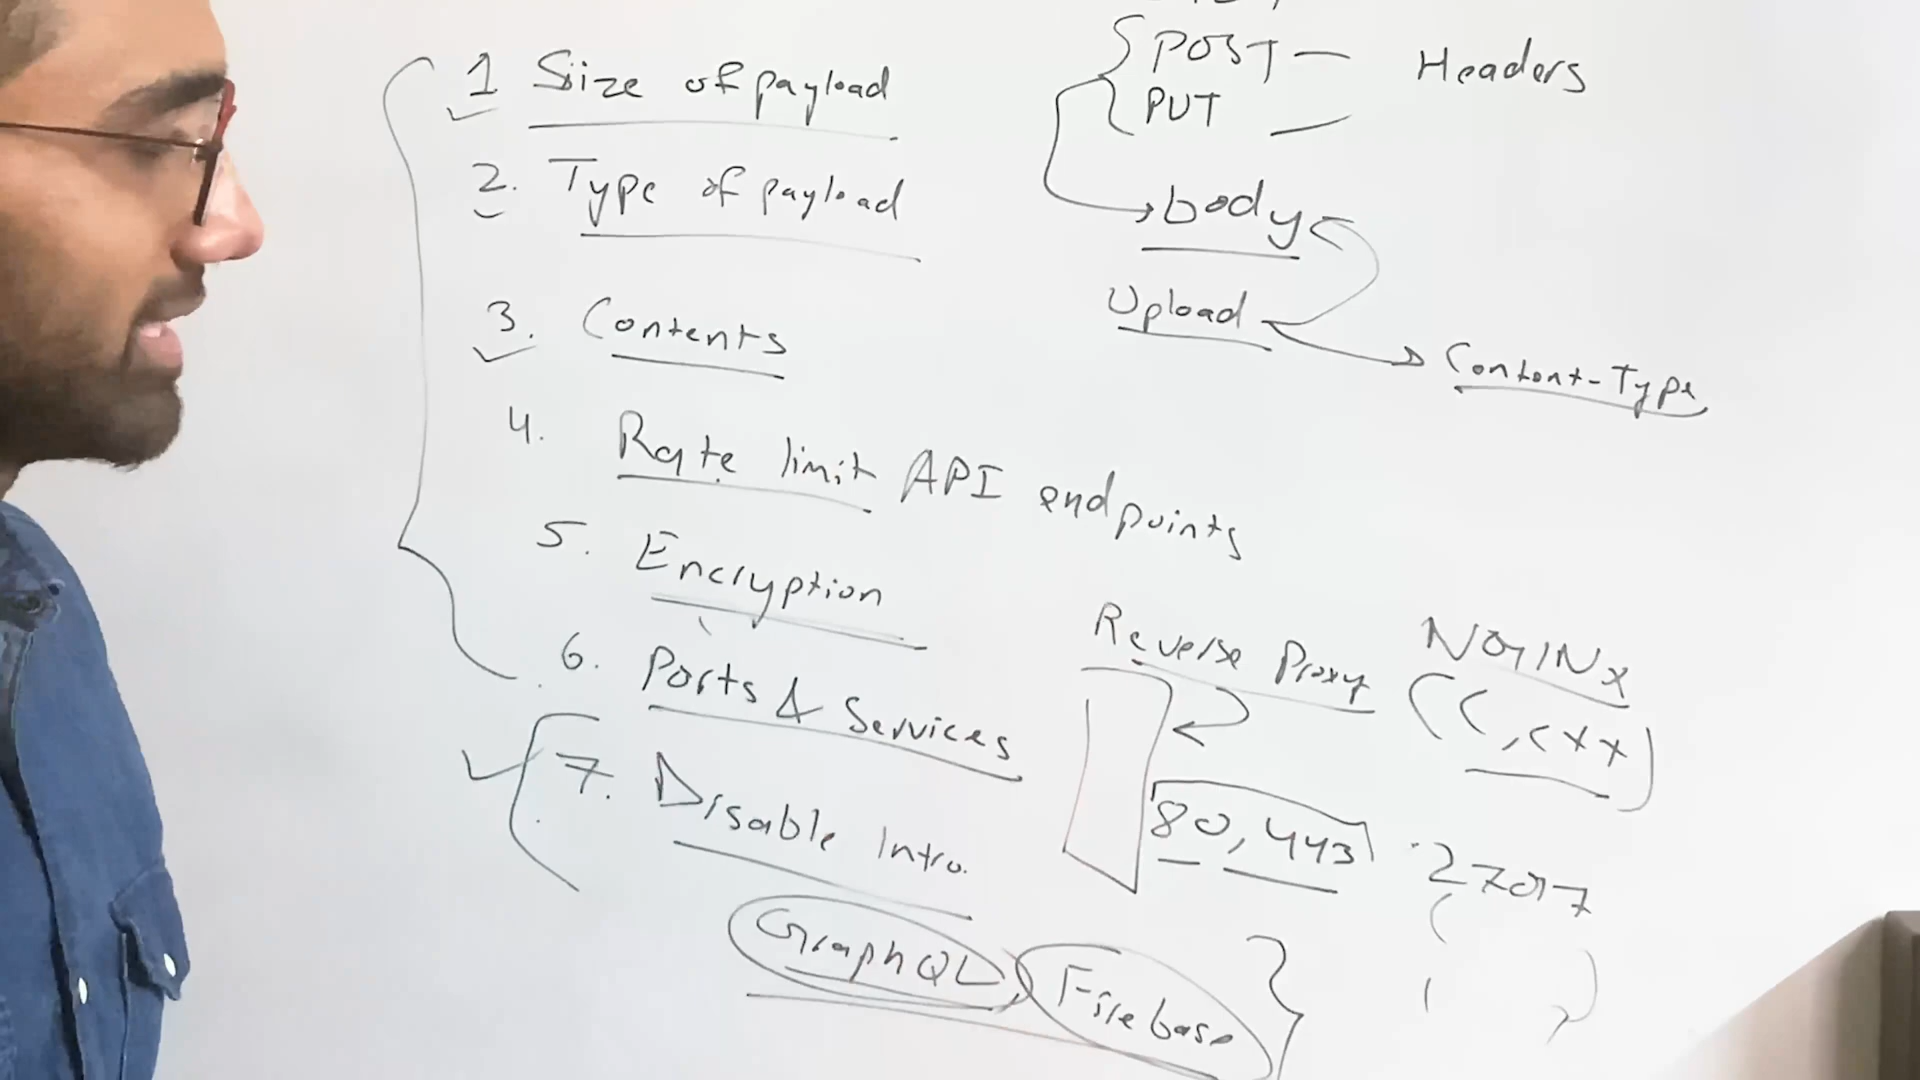 1 Size of payload
2. Type of payload
3. Contents
4. Rate limit API endpoints
5. Encryption
6. Ports & Services
7. Disable Intro.
GraphQL, Firebase
POST
PUT
Headers
body
Upload
Content-Type
Reverse Proxy
NGINX
(C, C++)
80, 443
27017